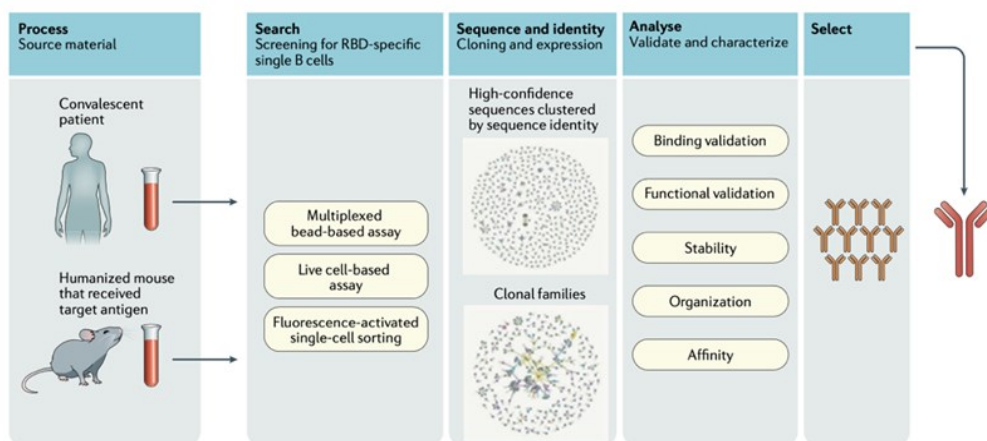 Process
Source material
Convalescent
patient
Humanized mouse
that received
target antigen
Search
Screening for RBD-specific
single B cells
Multiplexed
bead-based assay
Live cell-based
assay
Fluorescence-activated
single-cell sorting
Sequence and identity
Cloning and expression
High-confidence
sequences clustered
by sequence identity
Clonal families
Analyse
Validate and characterize
Binding validation
Functional validation
Stability
Organization
Affinity
Select